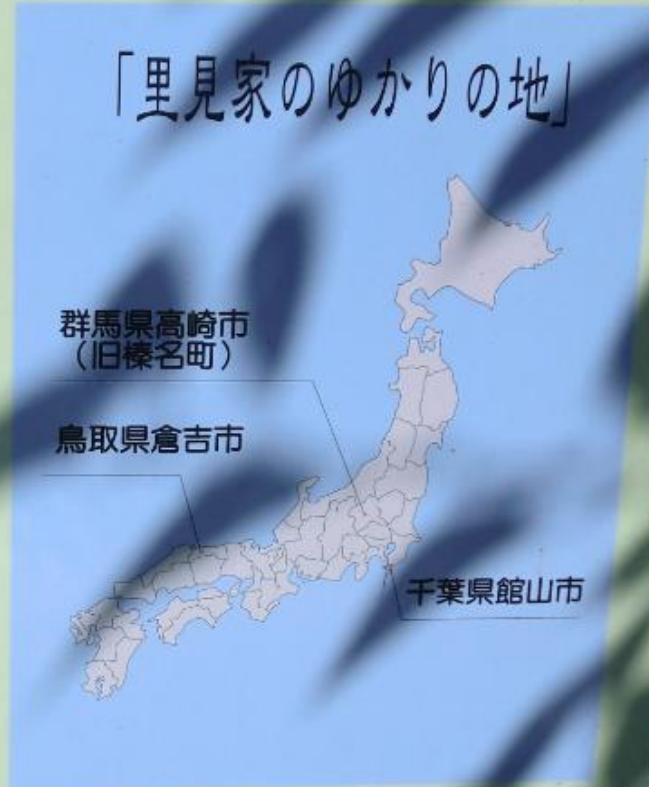 「里見家のゆかりの地」
群馬県高崎市
（旧榛名町）
鳥取県倉吉市
千葉県館山市